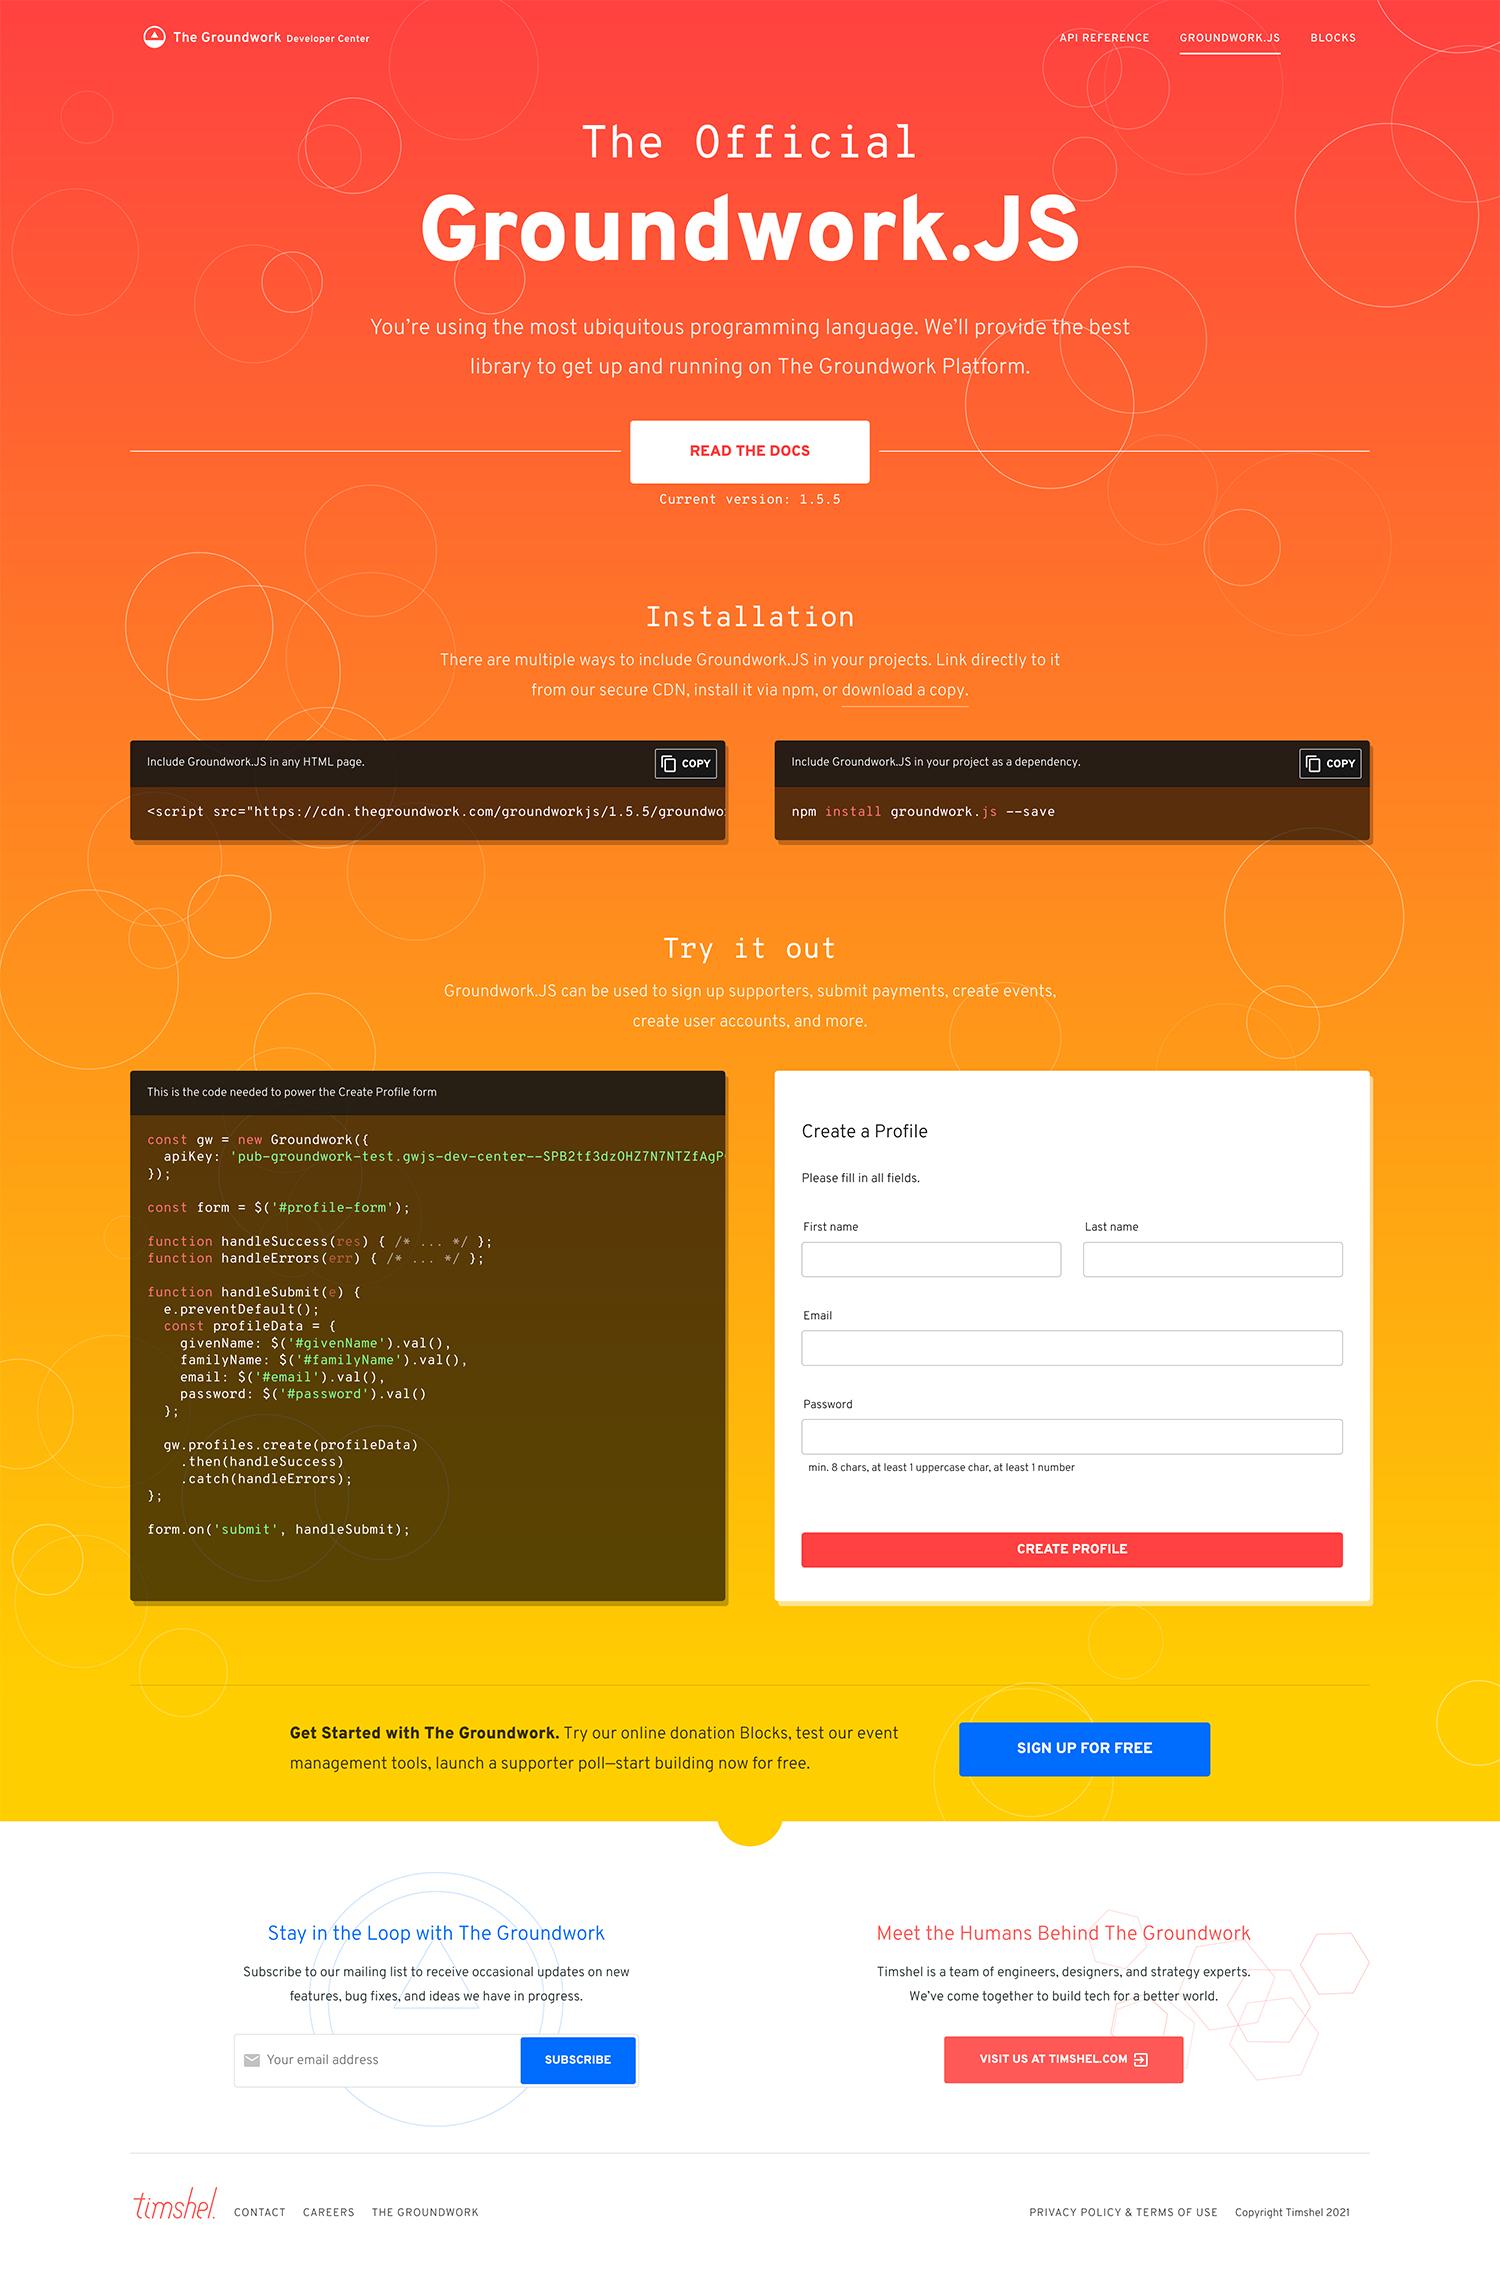 The Groundwork Developer Center
API REFERENCE
GROUNDWORK.JS
BLOCKS
The Official
Groundwork.JS
You’re using the most ubiquitous programming language. We’ll provide the best
library to get up and running on The Groundwork Platform.
READ THE DOCS
Current version: 1.5.5
Installation
There are multiple ways to include Groundwork.JS in your projects. Link directly to it
from our secure CDN, install it via npm, or download a copy.
Include Groundwork.JS in any HTML page.
COPY
<script src="https://cdn.thegroundwork.com/groundworkjs/1.5.5/groundwo
Include Groundwork.JS in your project as a dependency.
COPY
npm install groundwork.js --save
Try it out
Groundwork.JS can be used to sign up supporters, submit payments, create events,
create user accounts, and more.
This is the code needed to power the Create Profile form
const gw = new Groundwork({
  apiKey: 'pub-groundwork-test.gwjs-dev-center--SPB2tf3dzOHZ7N7NTZfAgP
});
const form = $('#profile-form');
function handleSuccess(res) { /* ... */ };
function handleErrors(err) { /* ... */ };
function handleSubmit(e) {
  e.preventDefault();
  const profileData = {
    givenName: $('#givenName').val(),
    familyName: $('#familyName').val(),
    email: $('#email').val(),
    password: $('#password').val()
  };
  gw.profiles.create(profileData)
    .then(handleSuccess)
    .catch(handleErrors);
};
form.on('submit', handleSubmit);
Create a Profile
Please fill in all fields.
First name
Last name
Email
Password
min. 8 chars, at least 1 uppercase char, at least 1 number
CREATE PROFILE
Get Started with The Groundwork. Try our online donation Blocks, test our event
management tools, launch a supporter poll—start building now for free.
SIGN UP FOR FREE
Stay in the Loop with The Groundwork
Subscribe to our mailing list to receive occasional updates on new
features, bug fixes, and ideas we have in progress.
Your email address
SUBSCRIBE
Meet the Humans Behind The Groundwork
Timshel is a team of engineers, designers, and strategy experts.
We’ve come together to build tech for a better world.
VISIT US AT TIMSHEL.COM
timshel.
CONTACT
CAREERS
THE GROUNDWORK
PRIVACY POLICY & TERMS OF USE
Copyright Timshel 2021